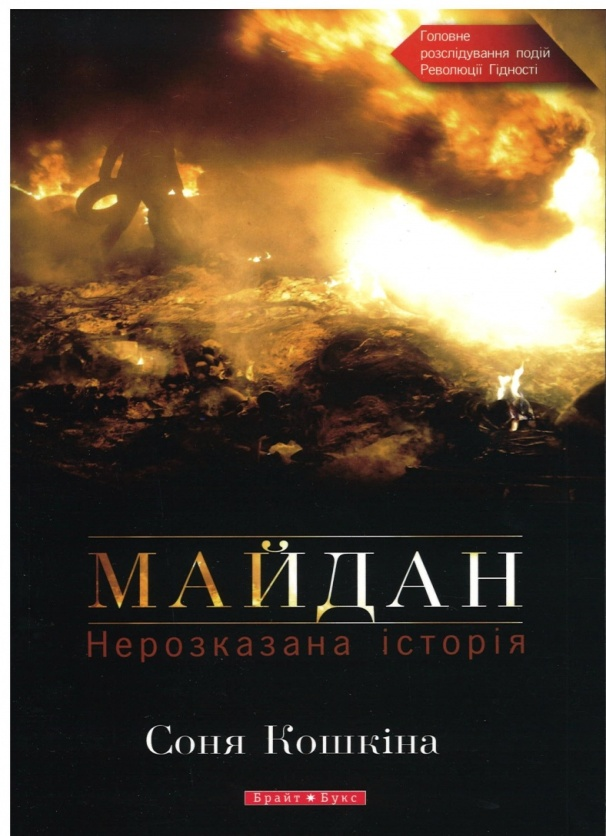 Головне
розслідування подій
Революції Гідності
МАЙДАН
Нерозказана історія
Соня Кошкіна
Брайт✷Букс